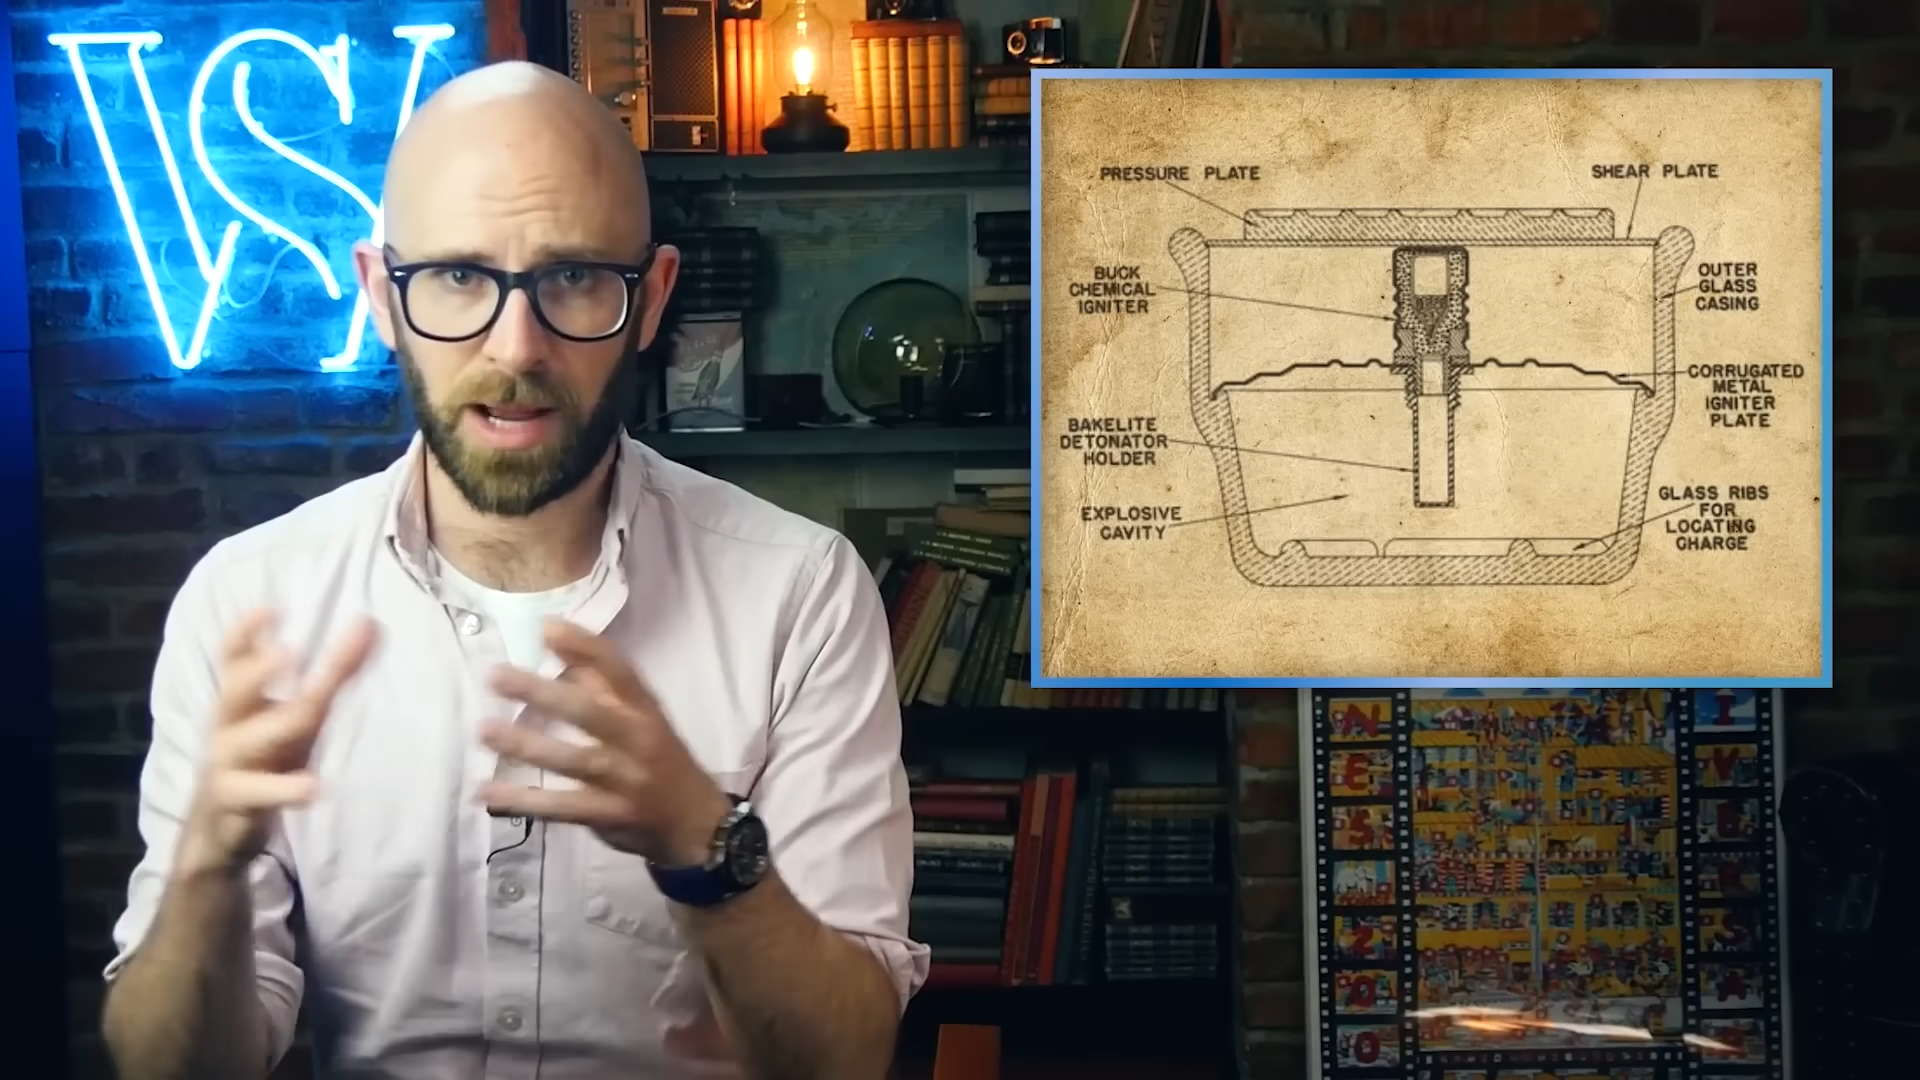 VS
PRESSURE PLATE
SHEAR PLATE
BUCK
CHEMICAL
IGNITER
OUTER
GLASS
CASING
CORRUGATED
METAL
IGNITER
PLATE
BAKELITE
DETONATOR
HOLDER
EXPLOSIVE
CAVITY
GLASS RIBS
FOR
LOCATING
CHARGE